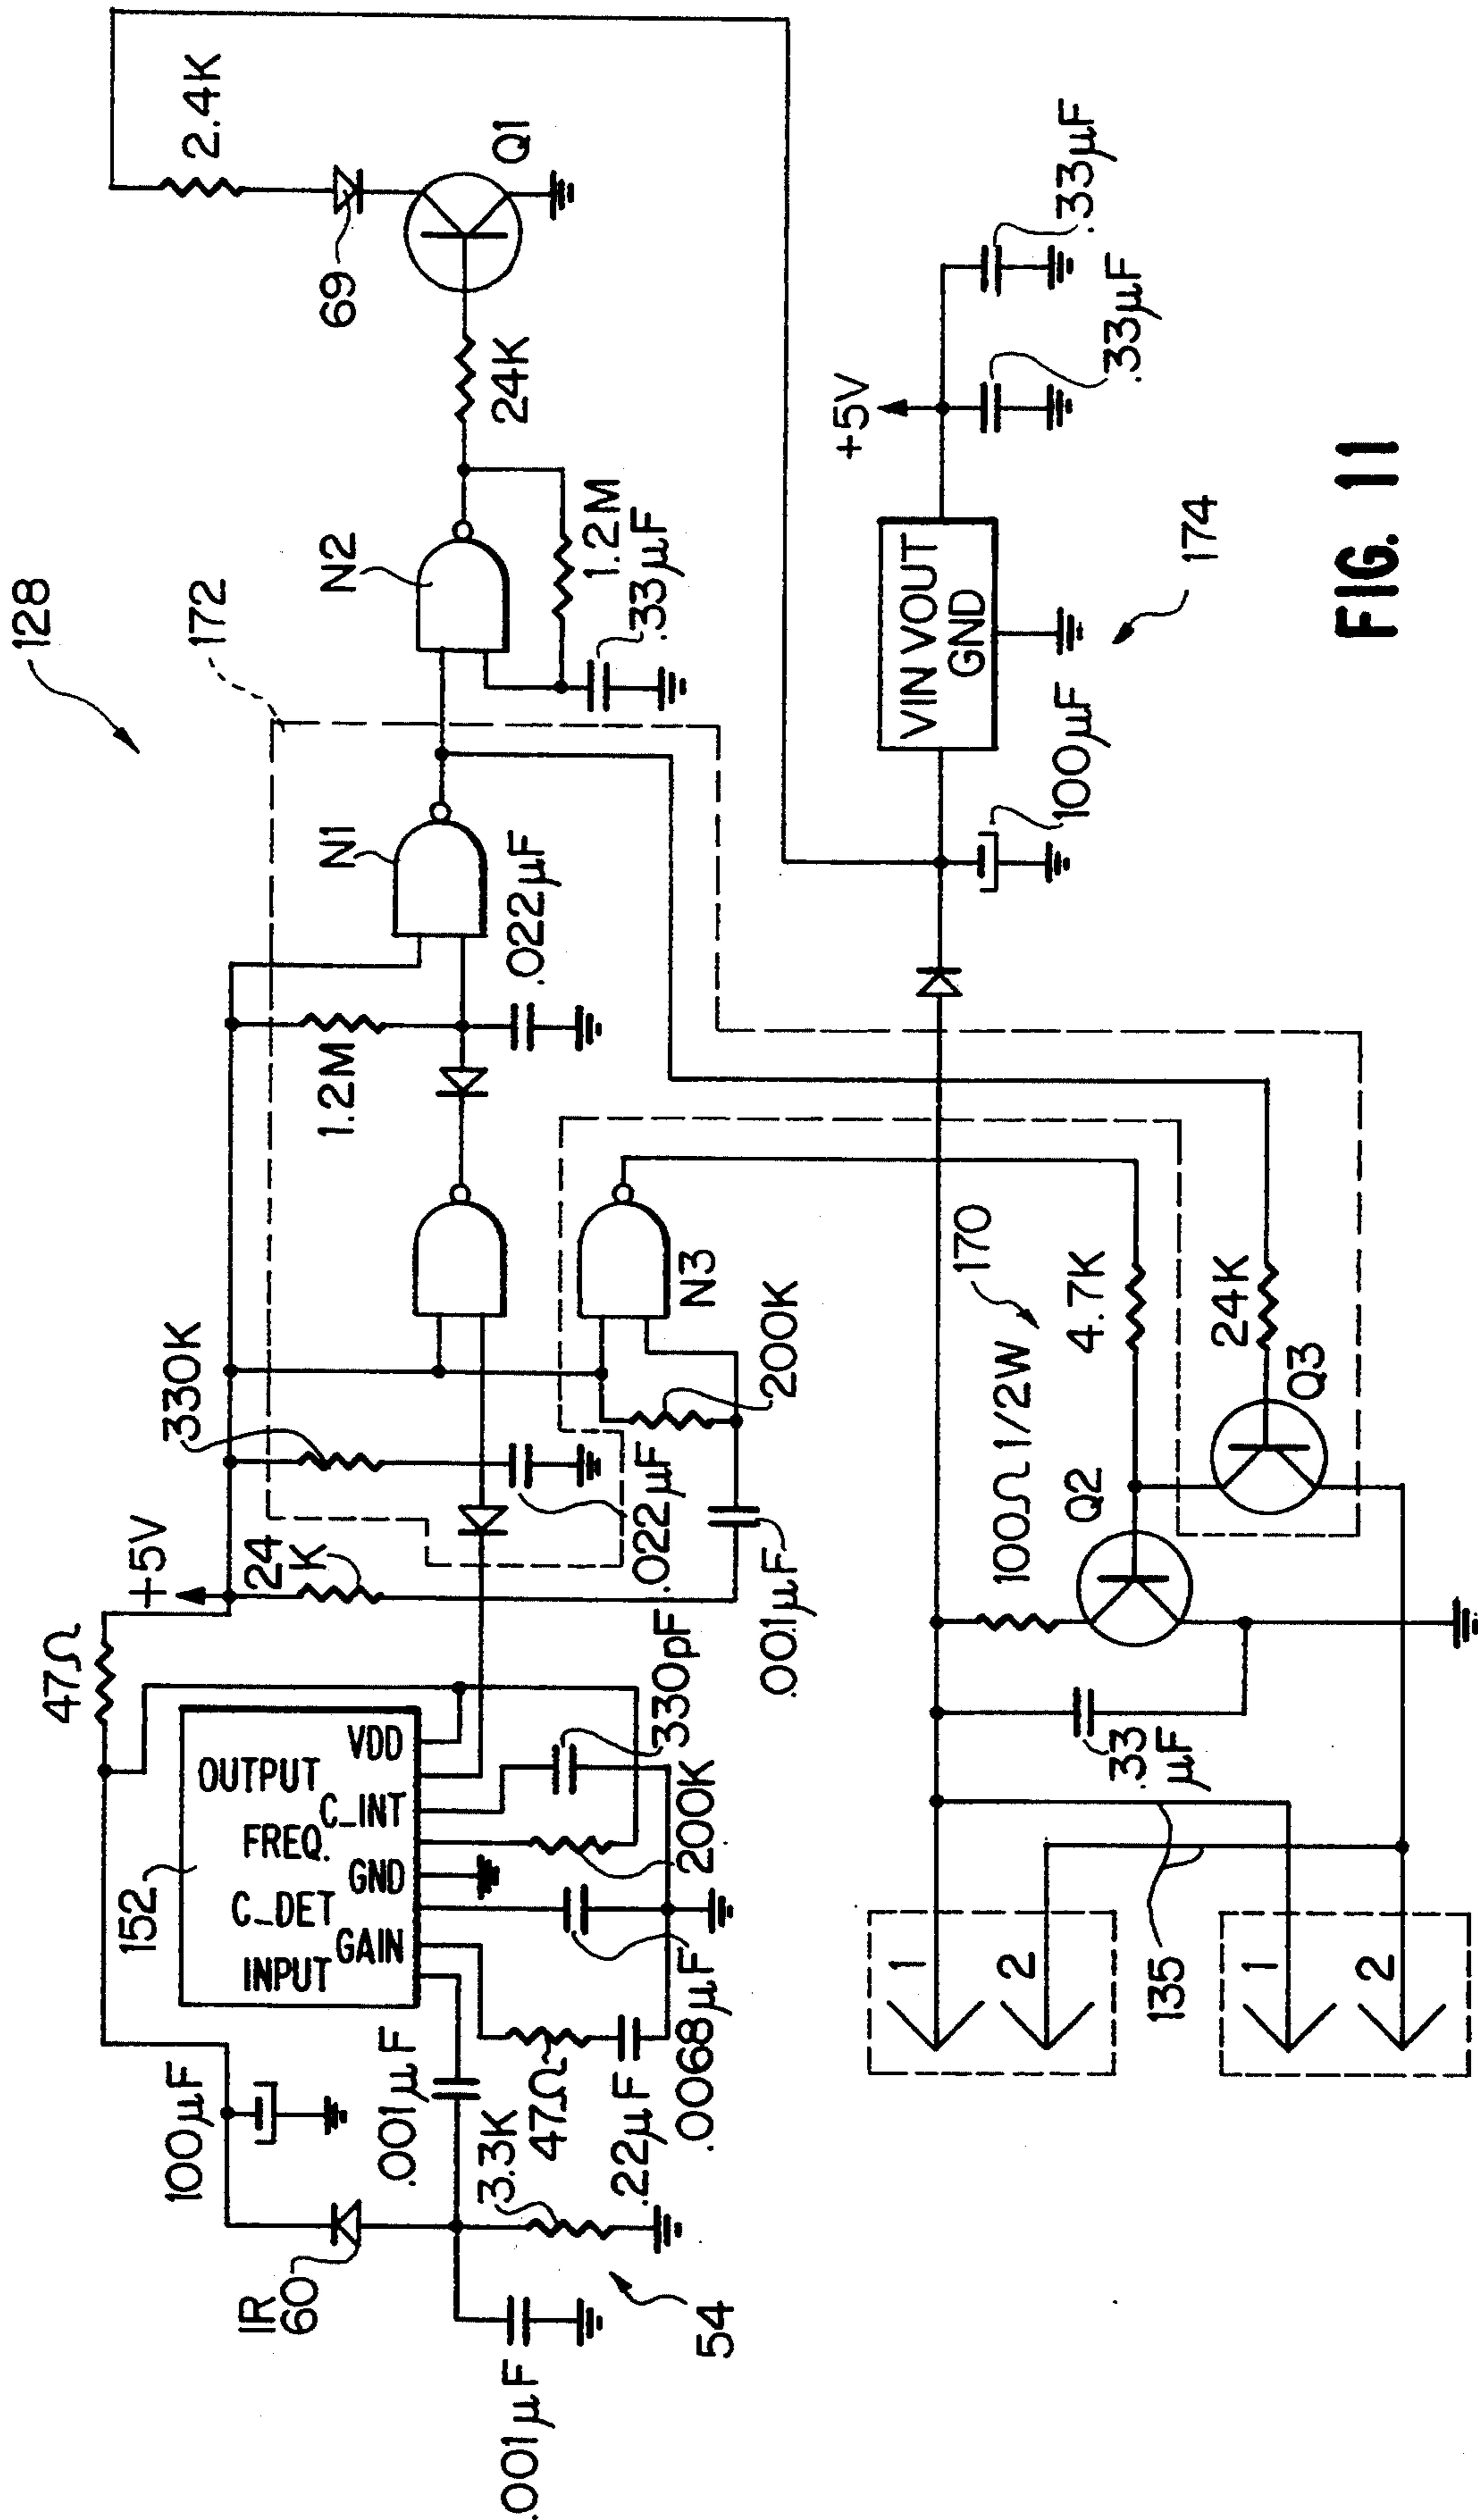 128
172
47Ω
+5V
24
K
330K
1.2M
N1
N2
69
2.4K
Q1
24K
1.2M
.33µF
.022µF
100µF
IR
60
152
OUTPUT
VDD
C_INT
FREQ.
GND
C_DET
GAIN
INPUT
.001µF
3.3K
47Ω
.22µF
.0068µF
200K
330pF
.022µF
N3
200K
.001µF
.001µF
54
+5V
VIN VOUT
GND
100µF
.33µF
.33µF
174
170
100Ω 1/2W
4.7K
Q2
24K
Q3
.33
µF
1
2
135
1
2
FIG. 11